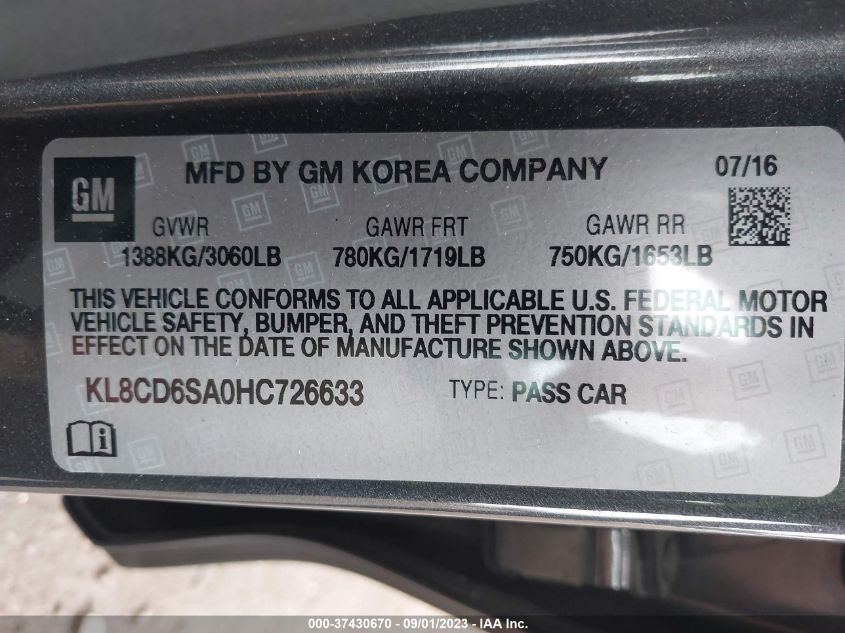 GM
MFD BY GM KOREA COMPANY 07/16
GVWR GAWR FRT GAWR RR
1388KG/3060LB 780KG/1719LB 750KG/1653LB
THIS VEHICLE CONFORMS TO ALL APPLICABLE U.S. FEDERAL MOTOR
VEHICLE SAFETY, BUMPER, AND THEFT PREVENTION STANDARDS IN
EFFECT ON THE DATE OF MANUFACTURE SHOWN ABOVE.
KL8CD6SA0HC726633 TYPE: PASS CAR
000-37430670 - 09/01/2023 - IAA Inc.